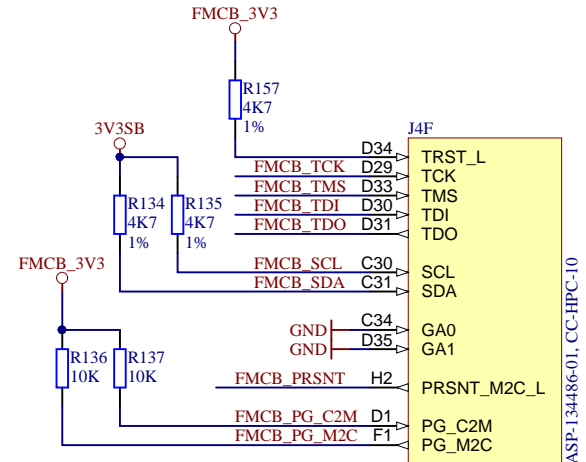 FMCB_3V3
R157
4K7
1%
J4F
3V3SB
D34 TRST_L
FMCB_TCK D29 TCK
FMCB_TMS D33 TMS
R134 R135
4K7 4K7
1% 1%
FMCB_TDI D30 TDI
FMCB_TDO D31 TDO
FMCB_3V3
FMCB_SCL C30 SCL
FMCB_SDA C31 SDA
GND C34 GA0
GND D35 GA1
R136 R137
10K 10K
FMCB_PRSNT H2 PRSNT_M2C_L
FMCB_PG_C2M D1 PG_C2M
FMCB_PG_M2C F1 PG_M2C
ASP-134486-01, CC-HPC-10